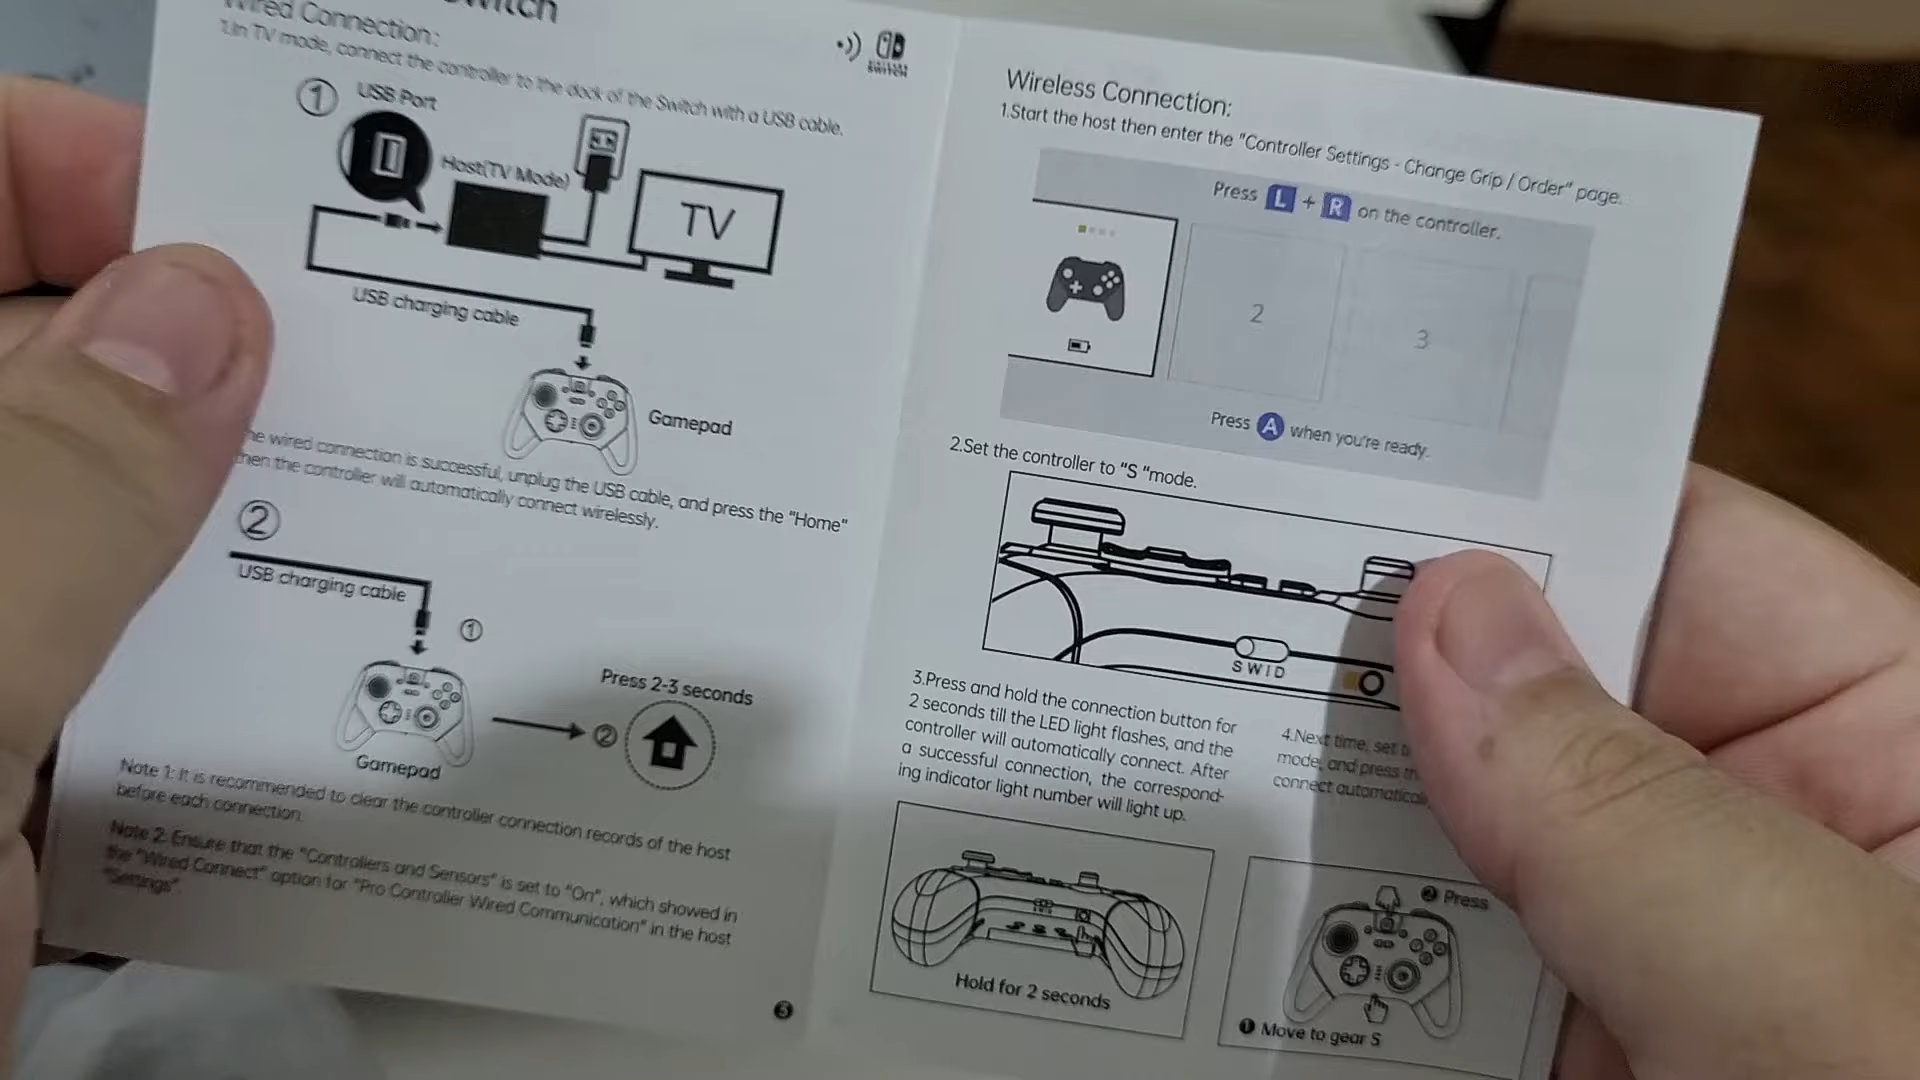 Switch
Wired Connection:
1.In TV mode, connect the controller to the dock of the Switch with a USB cable.
SWITCH
1
USB Port
Host(TV Mode)
TV
USB charging cable
Gamepad
wired connection is successful, unplug the USB cable, and press the "Home"
then the controller will automatically connect wirelessly.
2
USB charging cable
1
Press 2-3 seconds
2
Gamepad
Note 1: It is recommended to clear the controller connection records of the host
before each connection.
Note 2: Ensure that the "Controllers and Sensors" is set to "On", which showed in
the "Wired Connect" option for "Pro Controller Wired Communication" in the host
"Settings".
3
Wireless Connection:
1.Start the host then enter the "Controller Settings - Change Grip / Order" page.
Press L + R on the controller.
2
3
Press A when you're ready.
2.Set the controller to "S "mode.
S W I D
3.Press and hold the connection button for
2 seconds till the LED light flashes, and the
controller will automatically connect. After
a successful connection, the correspond-
ing indicator light number will light up.
Hold for 2 seconds
4.Next time, set
mode, and press
connect
2 Press
1 Move to gear S